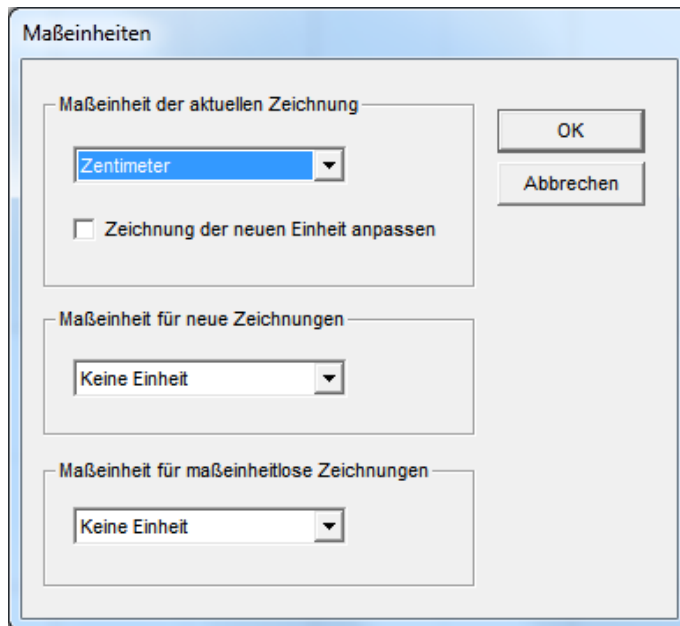 Maßeinheiten
Maßeinheit der aktuellen Zeichnung
Zentimeter
Zeichnung der neuen Einheit anpassen
OK
Abbrechen
Maßeinheit für neue Zeichnungen
Keine Einheit
Maßeinheit für maßeinheitlose Zeichnungen
Keine Einheit